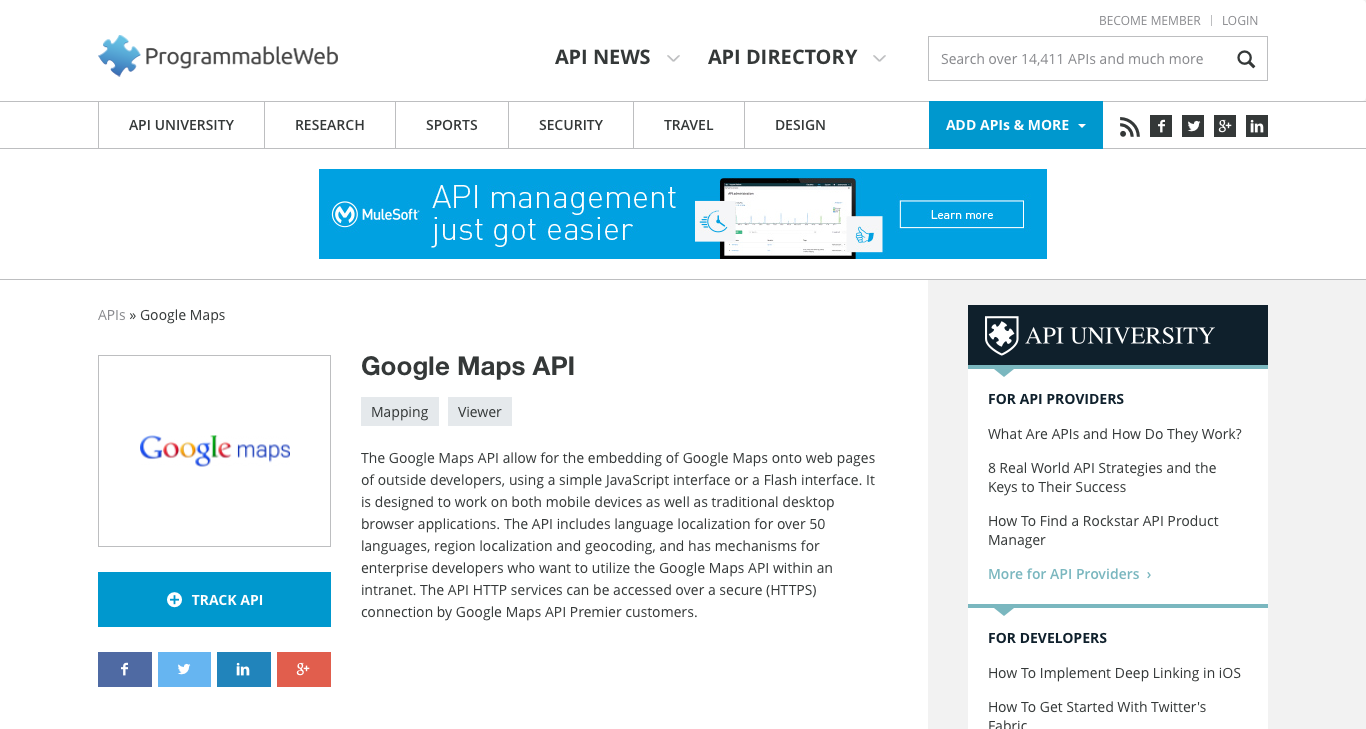 BECOME MEMBER | LOGIN
ProgrammableWeb
API NEWS
API DIRECTORY
Search over 14,411 APIs and much more
API UNIVERSITY
RESEARCH
SPORTS
SECURITY
TRAVEL
DESIGN
ADD APIs & MORE
MuleSoft
API management
just got easier
Learn more
APIs » Google Maps
Google maps
TRACK API
Google Maps API
Mapping
Viewer
The Google Maps API allow for the embedding of Google Maps onto web pages
of outside developers, using a simple JavaScript interface or a Flash interface. It
is designed to work on both mobile devices as well as traditional desktop
browser applications. The API includes language localization for over 50
languages, region localization and geocoding, and has mechanisms for
enterprise developers who want to utilize the Google Maps API within an
intranet. The API HTTP services can be accessed over a secure (HTTPS)
connection by Google Maps API Premier customers.
API UNIVERSITY
FOR API PROVIDERS
What Are APIs and How Do They Work?
8 Real World API Strategies and the
Keys to Their Success
How To Find a Rockstar API Product
Manager
More for API Providers ›
FOR DEVELOPERS
How To Implement Deep Linking in iOS
How To Get Started With Twitter's
Fabric